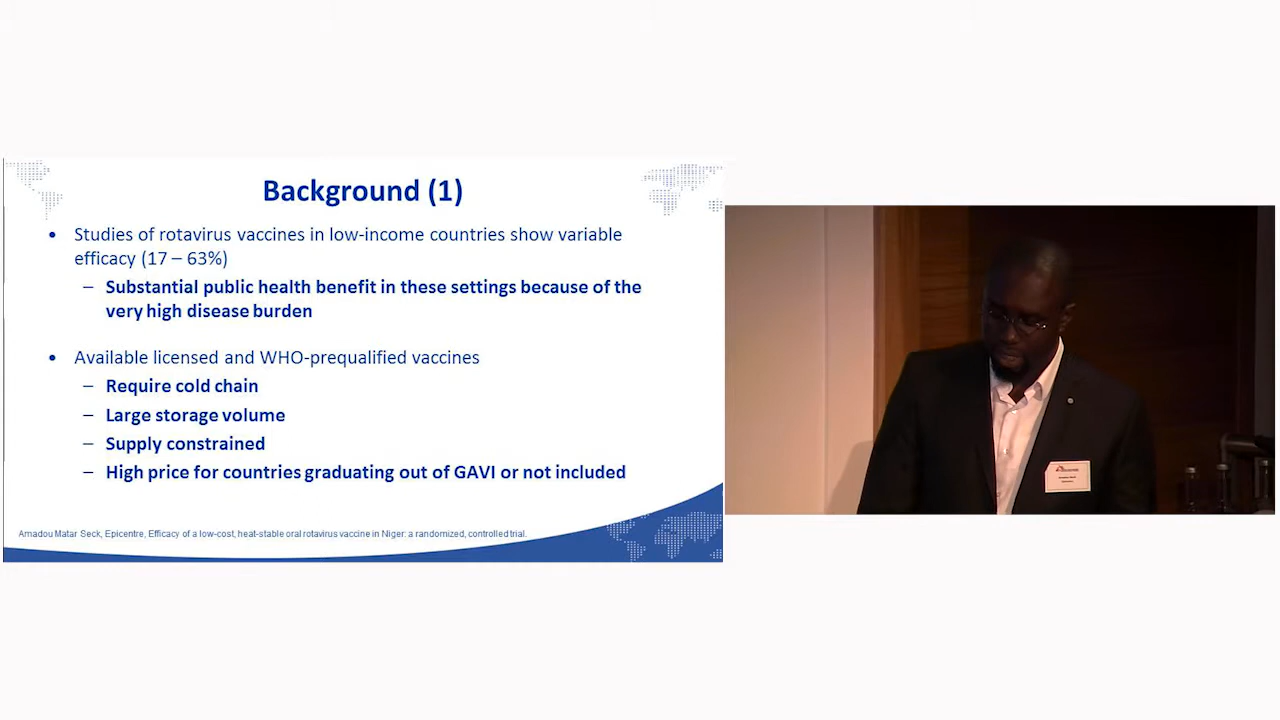 Background (1)
• Studies of rotavirus vaccines in low-income countries show variable
efficacy (17 – 63%)
– Substantial public health benefit in these settings because of the
very high disease burden
• Available licensed and WHO-prequalified vaccines
– Require cold chain
– Large storage volume
– Supply constrained
– High price for countries graduating out of GAVI or not included
Amadou Matar Seck, Epicentre, Efficacy of a low-cost, heat-stable oral rotavirus vaccine in Niger: a randomized, controlled trial.